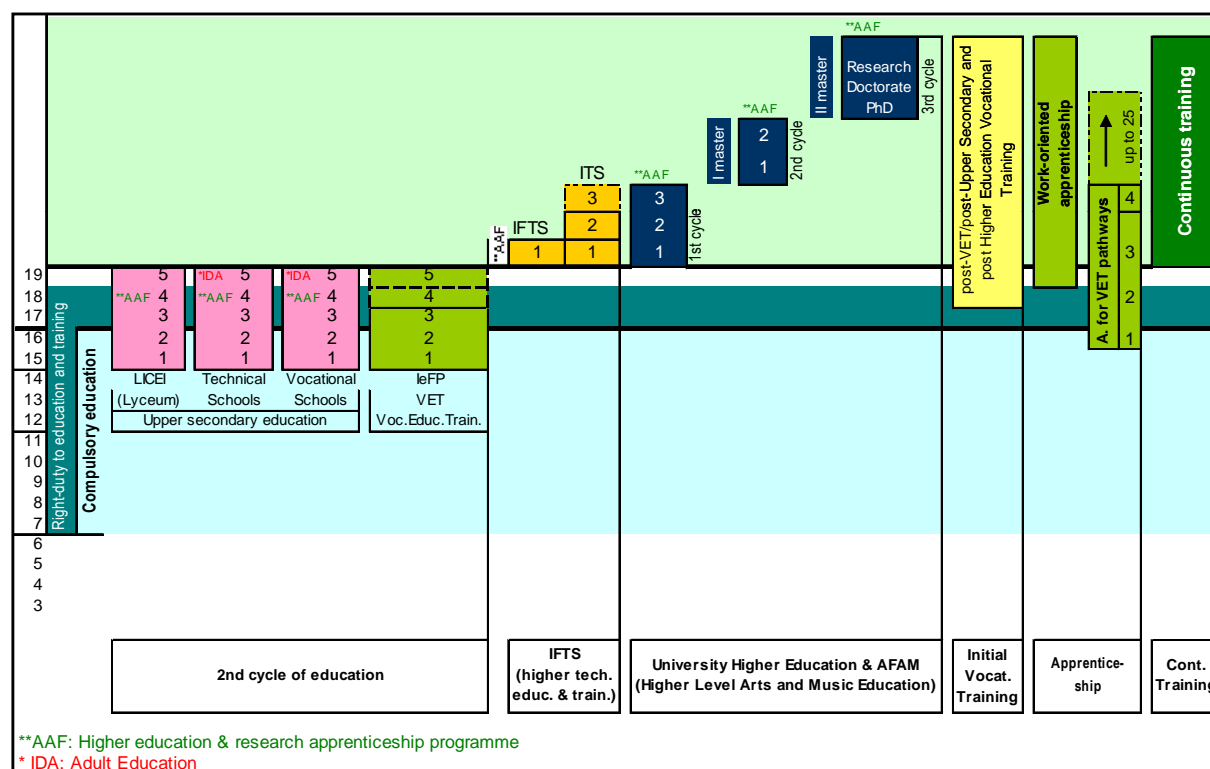 **AAF
II master
Research
Doctorate
PhD
3rd cycle
**AAF
I master
2
1
2nd cycle
ITS
**AAF
3
2
1
1st cycle
3
2
1
IFTS
1
**AAF
post-VET/post-Upper Secondary and
post Higher Education Vocational
Training
Work-oriented
apprenticeship
up to 25
A. for VET pathways
4
3
2
1
Continuous training
19
18
17
16
15
14
13
12
11
10
9
8
7
6
5
4
3
Right-duty to education and training
Compulsory education
5
**AAF 4
3
2
1
LICEI
(Lyceum)
*IDA 5
**AAF 4
3
2
1
Technical
Schools
*IDA 5
**AAF 4
3
2
1
Vocational
Schools
Upper secondary education
5
4
3
2
1
IeFP
VET
Voc.Educ.Train.
2nd cycle of education
IFTS
(higher tech.
educ. & train.)
University Higher Education & AFAM
(Higher Level Arts and Music Education)
Initial
Vocat.
Training
Apprentice-
ship
Cont.
Training
**AAF: Higher education & research apprenticeship programme
* IDA: Adult Education